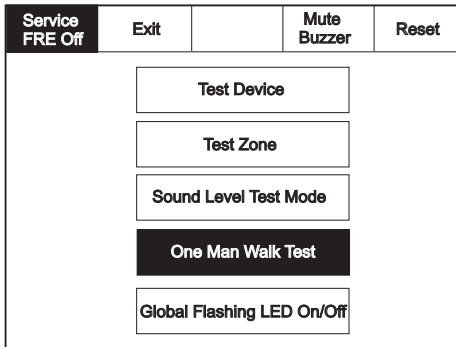 Service
FRE Off
Exit
Mute
Buzzer
Reset
Test Device
Test Zone
Sound Level Test Mode
One Man Walk Test
Global Flashing LED On/Off